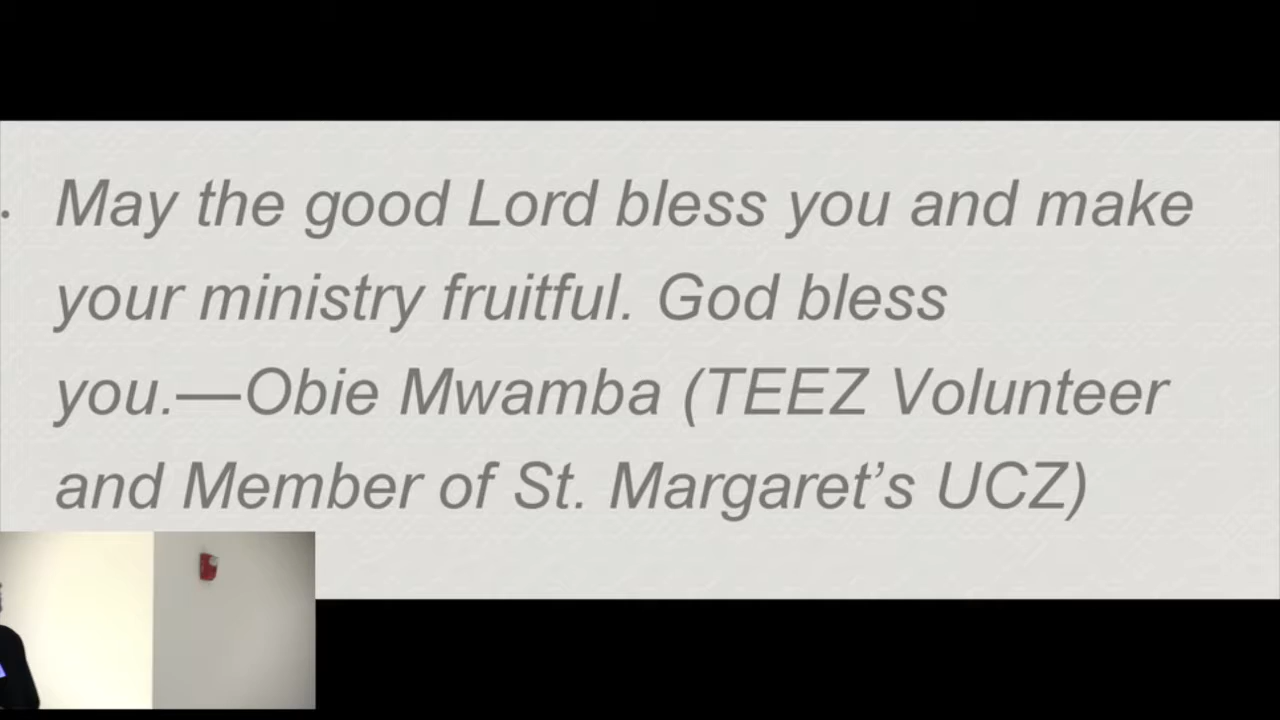 • May the good Lord bless you and make
your ministry fruitful. God bless
you.—Obie Mwamba (TEEZ Volunteer
and Member of St. Margaret’s UCZ)